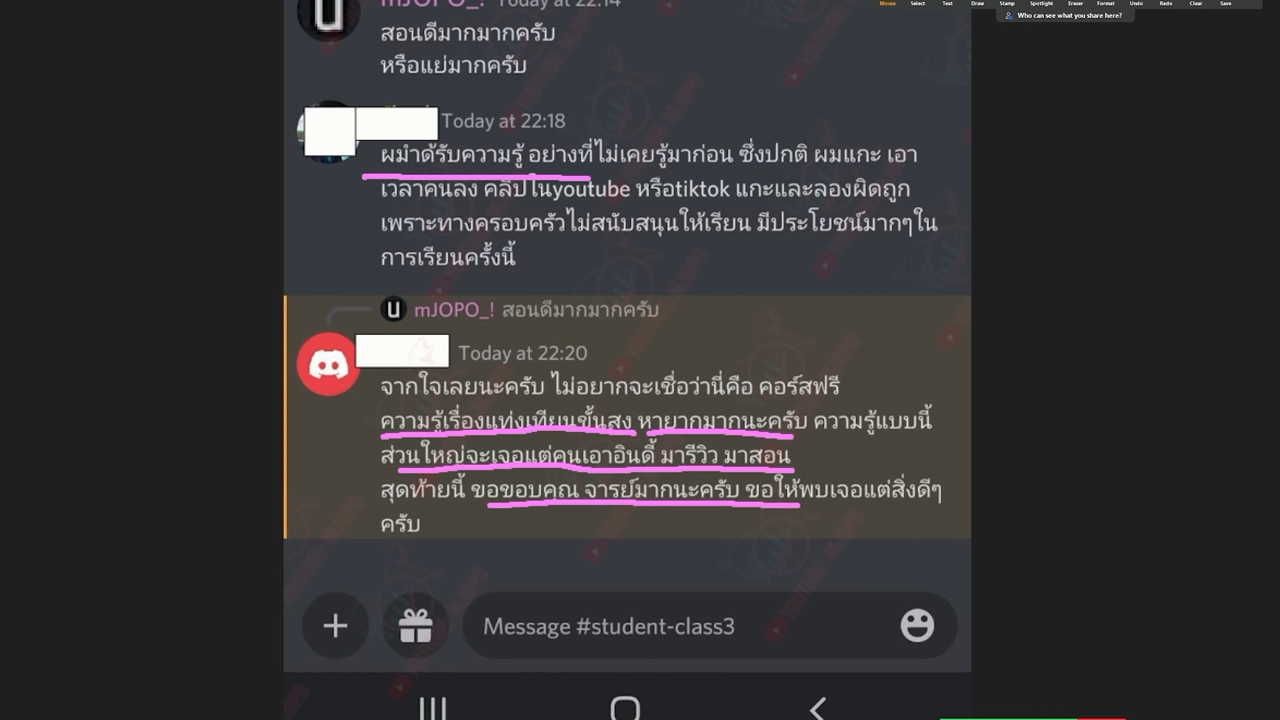 Mouse Select Text Draw Stamp Spotlight Eraser Format Undo Redo Clear Save
Who can see what you share here?
mJOPO_! Today at 22:14
สอนดีมากมากครับ
หรือแย่มากครับ
Today at 22:18
ผมำด้รับความรู้ อย่างที่ไม่เคยรู้มาก่อน ซึ่งปกติ ผมแกะ เอา
เวลาคนลง คลิปในyoutube หรือtiktok แกะและลองผิดถูก
เพราะทางครอบครัวไม่สนับสนุนให้เรียน มีประโยชน์มากๆใน
การเรียนครั้งนี้
mJOPO_! สอนดีมากมากครับ
Today at 22:20
จากใจเลยนะครับ ไม่อยากจะเชื่อว่านี่คือ คอร์สฟรี
ความรู้เรื่องแท่งเทียนขั้นสูง หายากมากนะครับ ความรู้แบบนี้
ส่วนใหญ่จะเจอแต่คนเอาอินดี้ มารีวิว มาสอน
สุดท้ายนี้ ขอขอบคุณ จารย์มากนะครับ ขอให้พบเจอแต่สิ่งดีๆ
ครับ
Message #student-class3